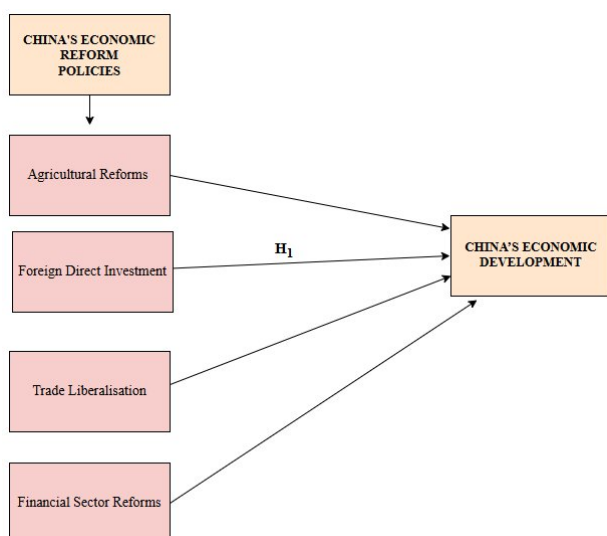 CHINA'S ECONOMIC
REFORM
POLICIES
Agricultural Reforms
Foreign Direct Investment
H1
CHINA'S ECONOMIC
DEVELOPMENT
Trade Liberalisation
Financial Sector Reforms